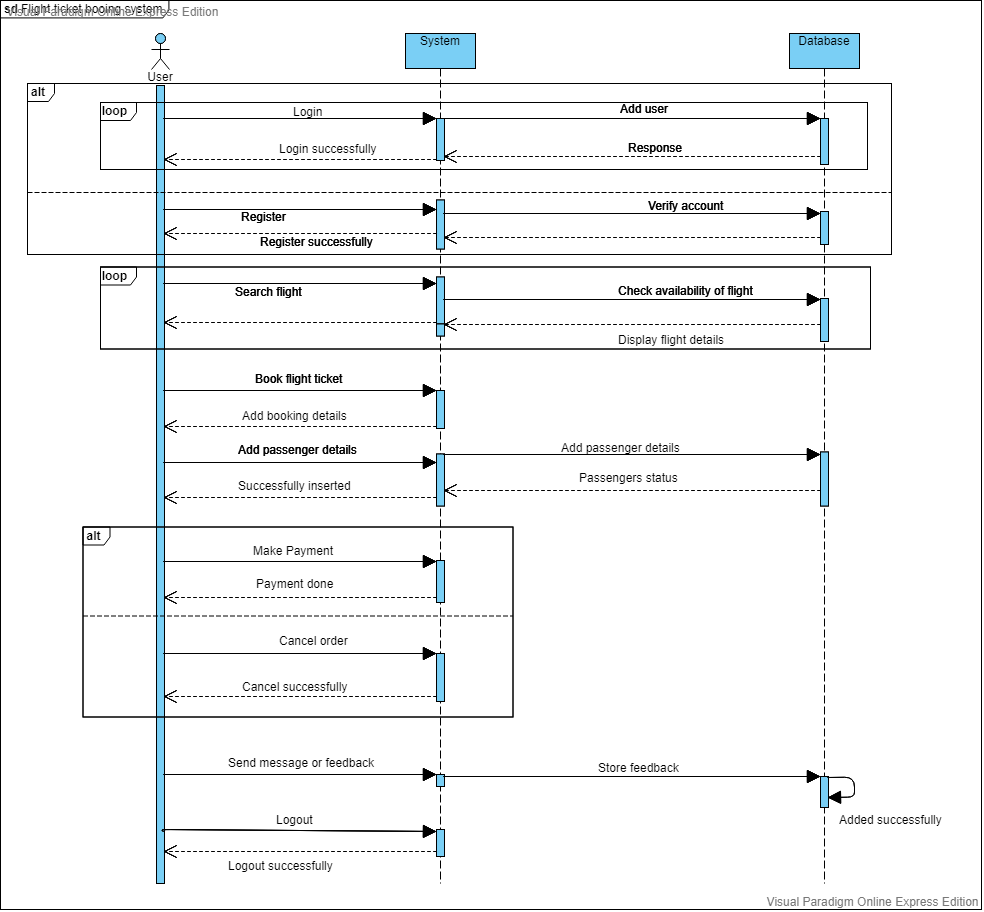 sd Flight ticket booing system
Visual Paradigm Online Express Edition
System
Database
User
alt
loop
Login
Add user
Login successfully
Response
Verify account
Register
Register successfully
loop
Search flight
Check availability of flight
Display flight details
Book flight ticket
Add booking details
Add passenger details
Add passenger details
Successfully inserted
Passengers status
alt
Make Payment
Payment done
Cancel order
Cancel successfully
Send message or feedback
Store feedback
Logout
Added successfully
Logout successfully
Visual Paradigm Online Express Edition